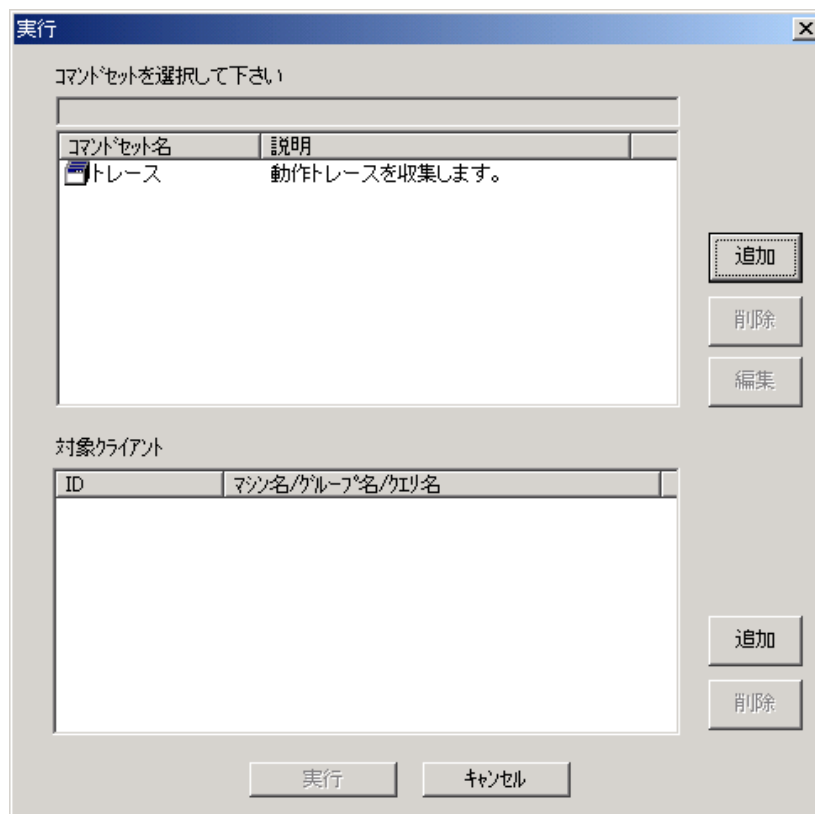 実行
コマンドセットを選択して下さい
コマンドセット名 説明
トレース 動作トレースを収集します。
追加
削除
編集
対象クライアント
ID マシン名/グループ名/クエリ名
追加
削除
実行 キャンセル